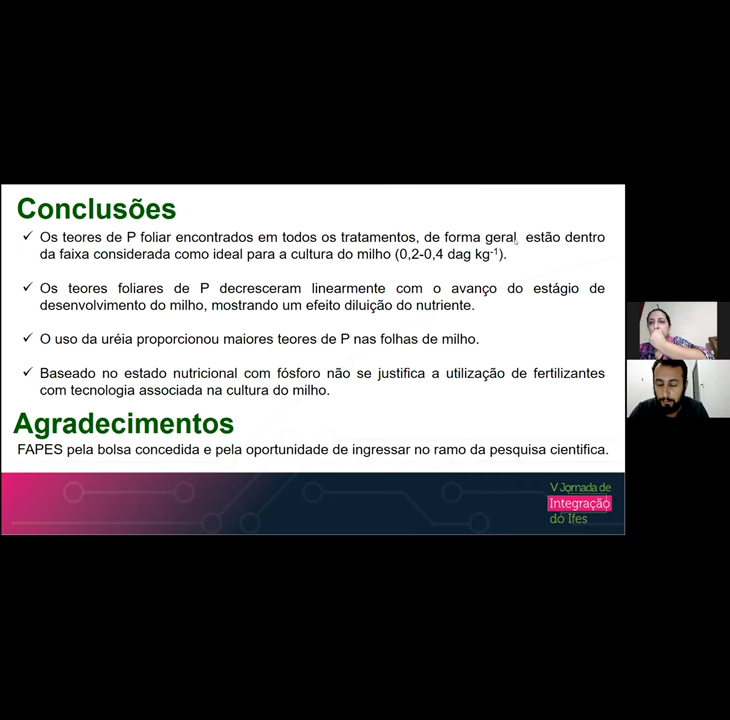 Conclusões
✓ Os teores de P foliar encontrados em todos os tratamentos, de forma geral, estão dentro
da faixa considerada como ideal para a cultura do milho (0,2-0,4 dag kg⁻¹).
✓ Os teores foliares de P decresceram linearmente com o avanço do estágio de
desenvolvimento do milho, mostrando um efeito diluição do nutriente.
✓ O uso da uréia proporcionou maiores teores de P nas folhas de milho.
✓ Baseado no estado nutricional com fósforo não se justifica a utilização de fertilizantes
com tecnologia associada na cultura do milho.
Agradecimentos
FAPES pela bolsa concedida e pela oportunidade de ingressar no ramo da pesquisa cientifica.
V Jornada de
Integração
do Ifes